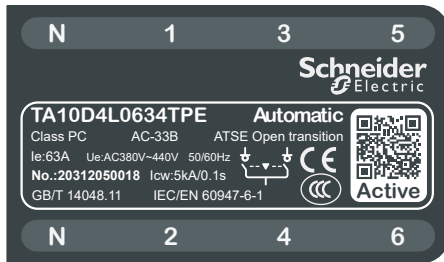 N 1 3 5
Schneider
Electric
TA10D4L0634TPE Automatic
Class PC AC-33B ATSE Open transition
Ie:63A Ue:AC380V~440V 50/60Hz
No.:20312050018 Icw:5kA/0.1s
GB/T 14048.11 IEC/EN 60947-6-1
CE
CCC
Active
N 2 4 6